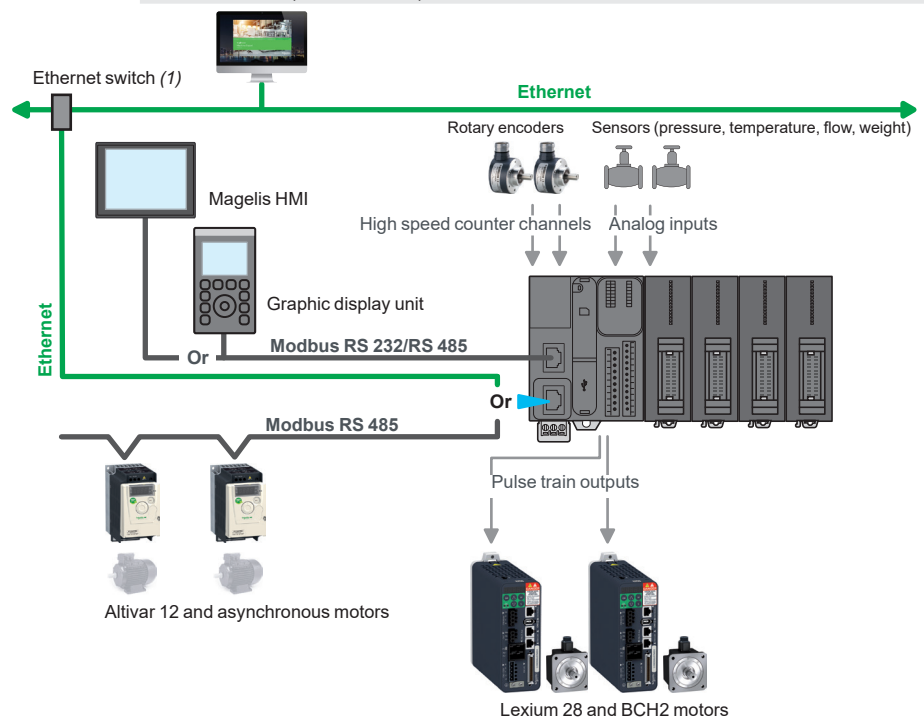 Ethernet switch (1)
Ethernet
Rotary encoders
Sensors (pressure, temperature, flow, weight)
Magelis HMI
High speed counter channels
Analog inputs
Graphic display unit
Ethernet
Or
Modbus RS 232/RS 485
Or
Modbus RS 485
Pulse train outputs
Altivar 12 and asynchronous motors
Lexium 28 and BCH2 motors